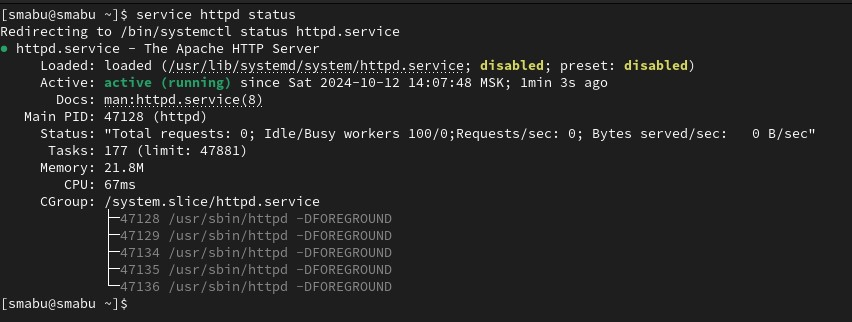 [smabu@smabu ~]$ service httpd status
Redirecting to /bin/systemctl status httpd.service
● httpd.service – The Apache HTTP Server
     Loaded: loaded (/usr/lib/systemd/system/httpd.service; disabled; preset: disabled)
     Active: active (running) since Sat 2024-10-12 14:07:48 MSK; 1min 3s ago
       Docs: man:httpd.service(8)
   Main PID: 47128 (httpd)
     Status: "Total requests: 0; Idle/Busy workers 100/0;Requests/sec: 0; Bytes served/sec:   0 B/sec"
      Tasks: 177 (limit: 47881)
     Memory: 21.8M
        CPU: 67ms
     CGroup: /system.slice/httpd.service
             ├─47128 /usr/sbin/httpd -DFOREGROUND
             ├─47129 /usr/sbin/httpd -DFOREGROUND
             ├─47134 /usr/sbin/httpd -DFOREGROUND
             ├─47135 /usr/sbin/httpd -DFOREGROUND
             └─47136 /usr/sbin/httpd -DFOREGROUND
[smabu@smabu ~]$